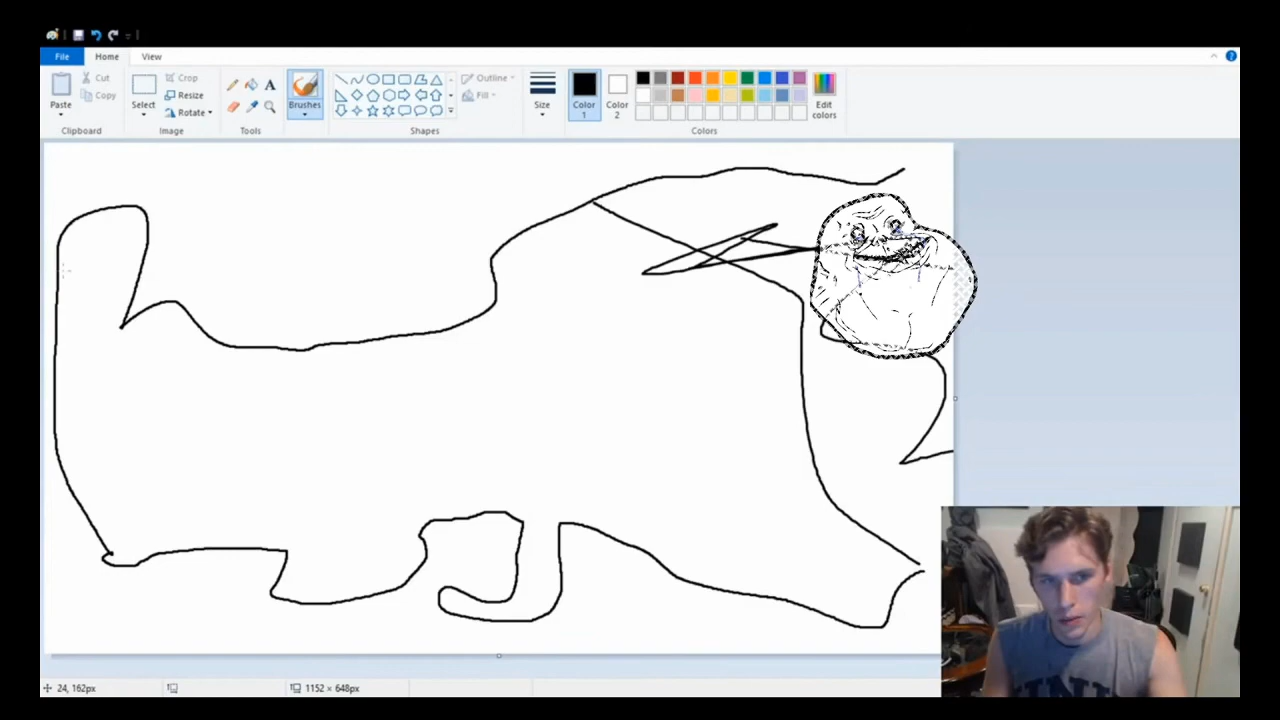 File Home View
Paste
Cut
Copy
Clipboard
Select
Crop
Resize
Rotate
Image
A
Tools
Brushes
Shapes
Outline
Fill
Size
Color 1
Color 2
Edit colors
Colors
24, 162px
1152 × 648px